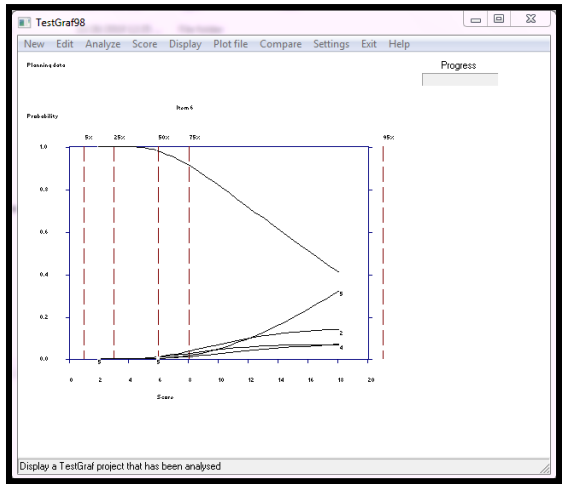 TestGraf98
New Edit Analyze Score Display Plot file Compare Settings Exit Help
Planning data
Progress
Item 5
Probability
5% 25% 50% 75% 95%
1.0
0.8
0.6
0.4
0.2
0.0
5
2
4
5 5
0 2 4 6 8 10 12 14 16 18 20
Score
Display a TestGraf project that has been analysed